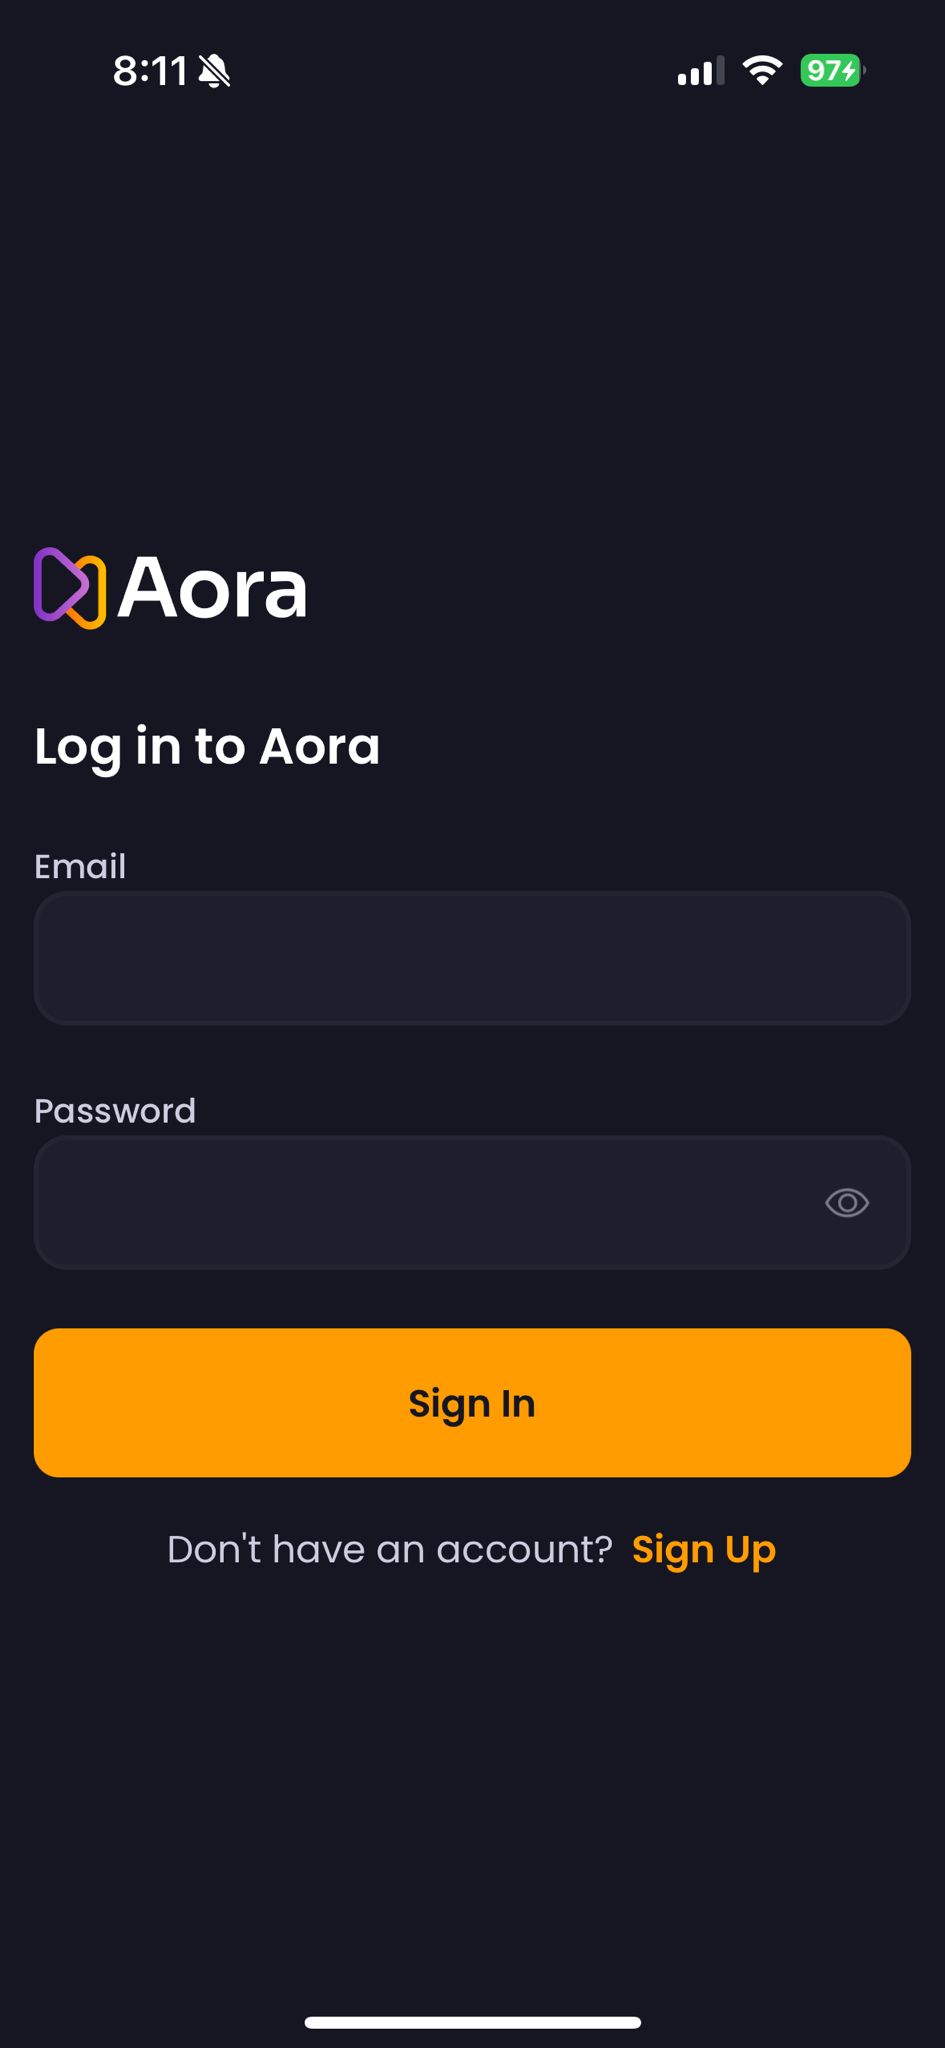 8:11 97
Aora
Log in to Aora
Email
Password
Sign In
Don't have an account? Sign Up